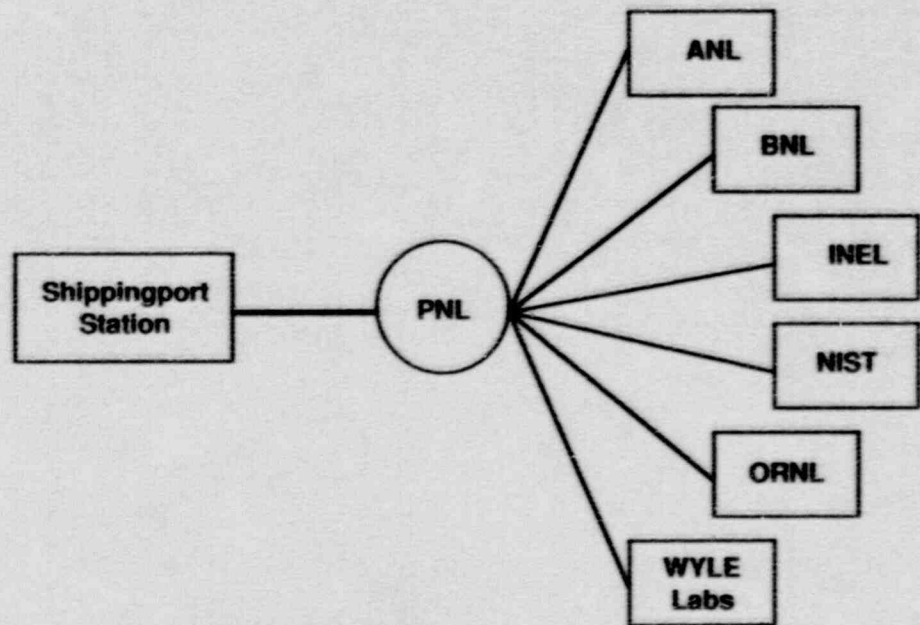 ANL
BNL
INEL
Shippingport
Station
PNL
NIST
ORNL
WYLE
Labs